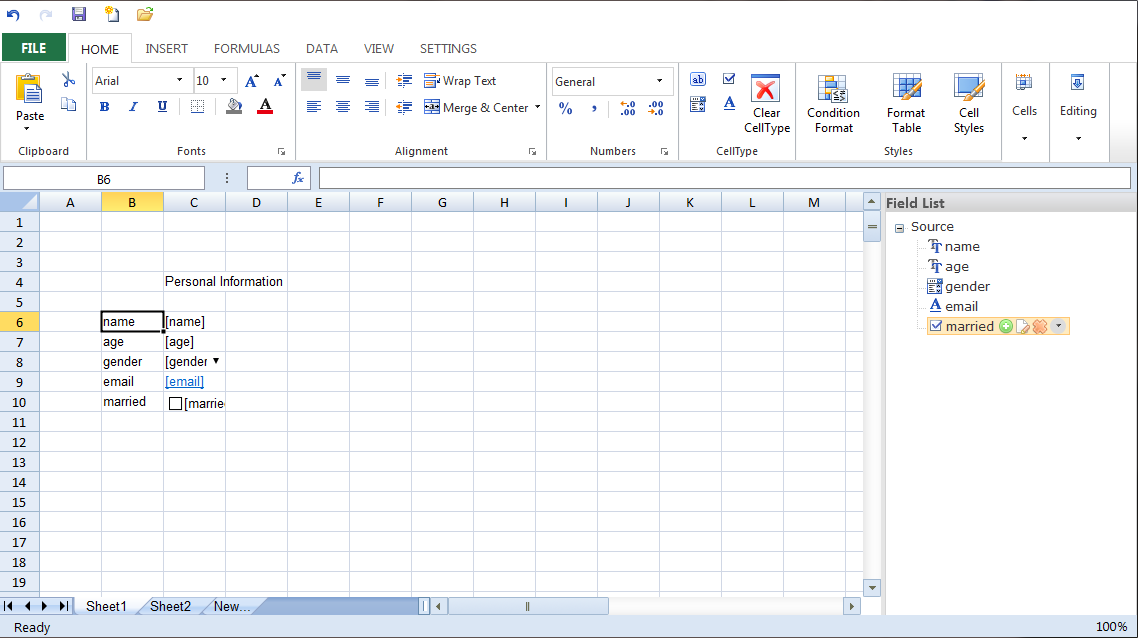 FILE HOME INSERT FORMULAS DATA VIEW SETTINGS
Arial 10 Wrap Text General
Paste B I U A Merge & Center % , Clear CellType Condition Format Format Table Cell Styles Cells Editing
Clipboard Fonts Alignment Numbers CellType Styles
B6 fx
A B C D E F G H I J K L M
1
2
3
4 Personal Information
5
6 name [name]
7 age [age]
8 gender [gender
9 email [email]
10 married [marrie
11
12
13
14
15
16
17
18
19
Field List
Source
name
age
gender
email
married
Sheet1 Sheet2 New...
Ready 100%